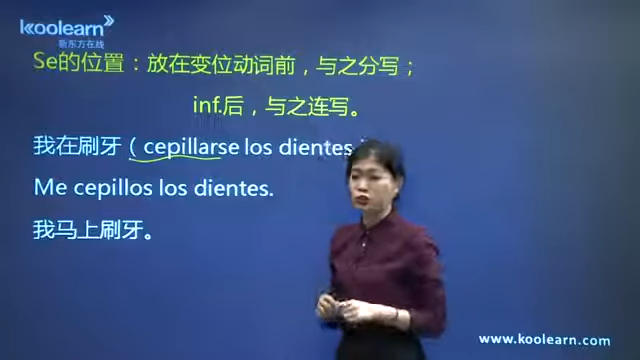 koolearn
新东方在线
Se的位置：放在变位动词前，与之分写；
inf.后，与之连写。
我在刷牙（cepillarse los dientes
Me cepillos los dientes.
我马上刷牙。
www.koolearn.com